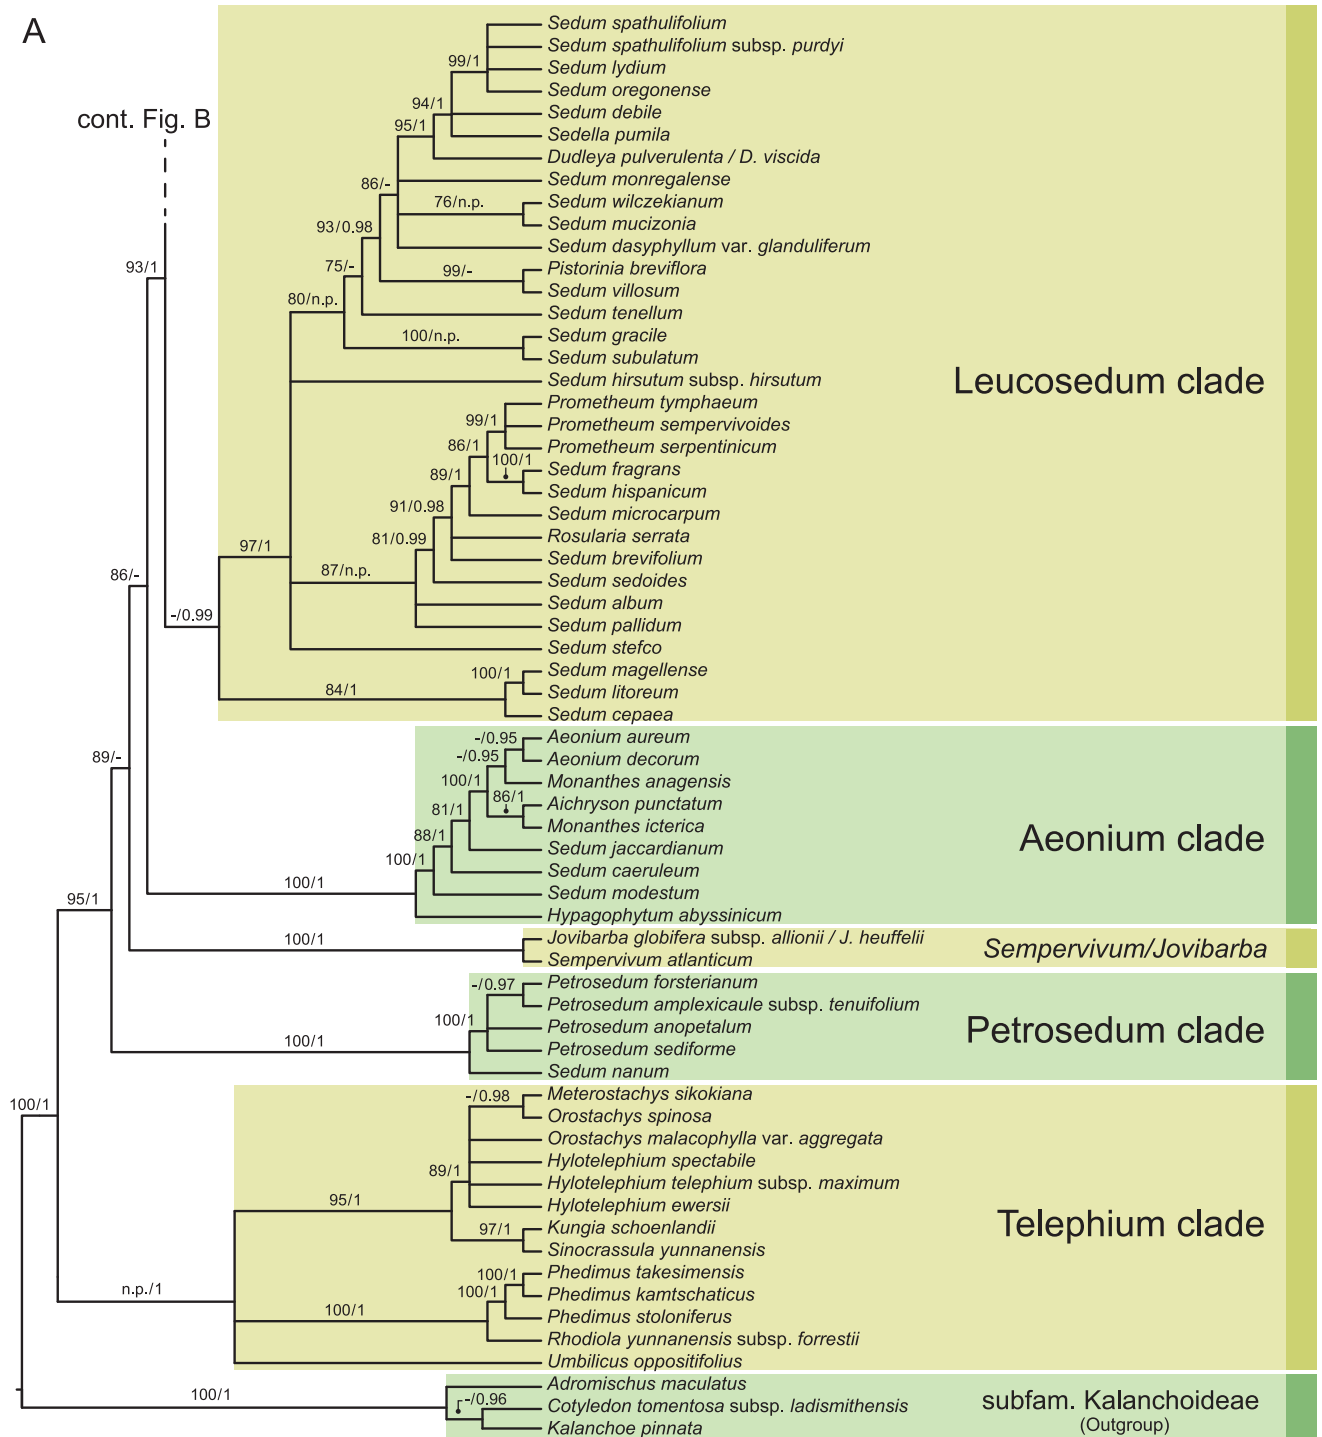 A
cont. Fig. B
Sedum spathulifolium
Sedum spathulifolium subsp. purdyi
99/1
Sedum lydium
Sedum oregonense
94/1
Sedum debile
95/1
Sedella pumila
Dudleya pulverulenta / D. viscida
86/-
Sedum monregalense
76/n.p.
Sedum wilczekianum
Sedum mucizonia
93/0.98
Sedum dasyphyllum var. glanduliferum
75/-
99/-
Pistorinia breviflora
Sedum villosum
80/n.p.
Sedum tenellum
100/n.p.
Sedum gracile
Sedum subulatum
Sedum hirsutum subsp. hirsutum
Leucosedum clade
Prometheum tymphaeum
99/1
Prometheum sempervivoides
86/1
Prometheum serpentinicum
100/1
Sedum fragrans
89/1
Sedum hispanicum
91/0.98
Sedum microcarpum
81/0.99
Rosularia serrata
97/1
Sedum brevifolium
87/n.p.
Sedum sedoides
Sedum album
-/0.99
Sedum pallidum
Sedum stefco
100/1
Sedum magellense
84/1
Sedum litoreum
Sedum cepaea
93/1
86/-
89/-
-/0.95
Aeonium aureum
-/0.95
Aeonium decorum
100/1
Monanthes anagensis
86/1
Aichryson punctatum
81/1
Monanthes icterica
88/1
Sedum jaccardianum
100/1
Sedum caeruleum
100/1
Sedum modestum
Hypagophytum abyssinicum
Aeonium clade
95/1
100/1
Jovibarba globifera subsp. allionii / J. heuffelii
Sempervivum atlanticum
Sempervivum/Jovibarba
-/0.97
Petrosedum forsterianum
Petrosedum amplexicaule subsp. tenuifolium
100/1
Petrosedum anopetalum
100/1
Petrosedum sediforme
Sedum nanum
Petrosedum clade
100/1
-/0.98
Meterostachys sikokiana
Orostachys spinosa
Orostachys malacophylla var. aggregata
89/1
Hylotelephium spectabile
95/1
Hylotelephium telephium subsp. maximum
Hylotelephium ewersii
97/1
Kungia schoenlandii
Sinocrassula yunnanensis
Telephium clade
n.p./1
100/1
Phedimus takesimensis
100/1
Phedimus kamtschaticus
100/1
Phedimus stoloniferus
Rhodiola yunnanensis subsp. forrestii
Umbilicus oppositifolius
100/1
Adromischus maculatus
-/0.96
Cotyledon tomentosa subsp. ladismithensis
Kalanchoe pinnata
subfam. Kalanchoideae
(Outgroup)